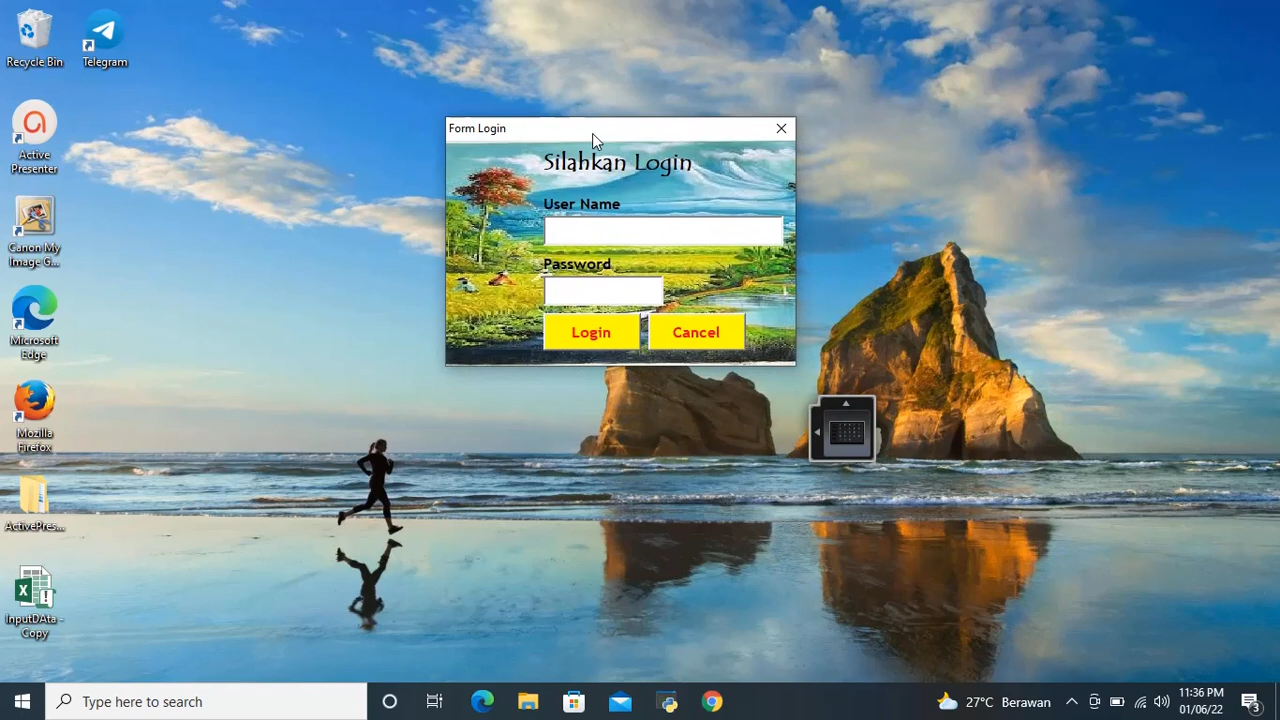 Recycle Bin
Telegram
Active
Presenter
Canon My
Image G...
Microsoft
Edge
Mozilla
Firefox
ActivePres...
InputDAta -
Copy
Form Login
Silahkan Login
User Name
Password
Login
Cancel
Type here to search
27°C Berawan
11:36 PM
01/06/22
3